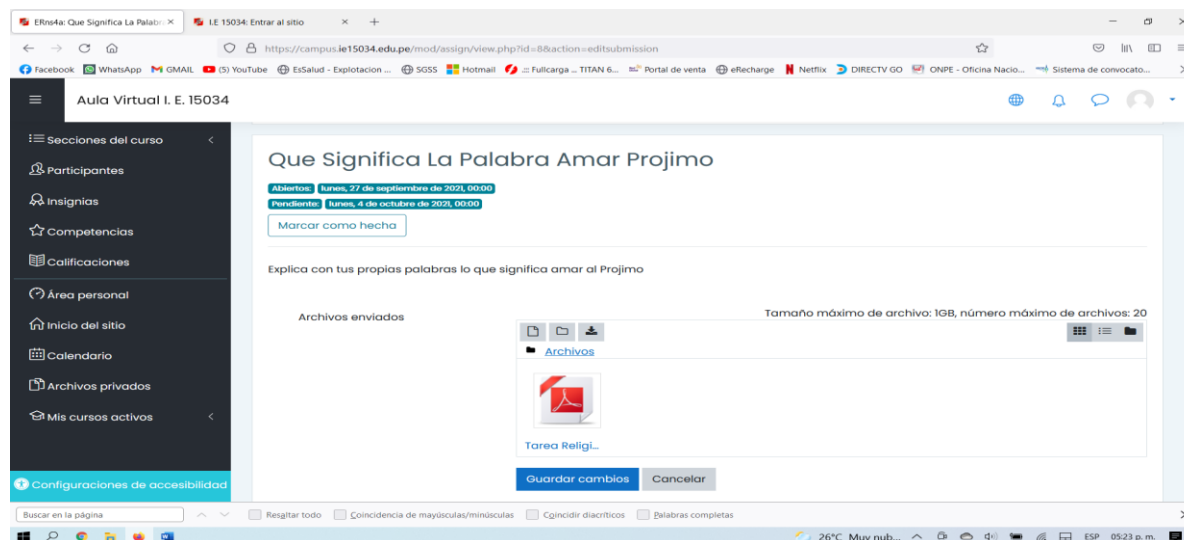 ERns4a: Que Significa La Palabr
I.E 15034: Entrar al sitio
https://campus.ie15034.edu.pe/mod/assign/view.php?id=8&action=editsubmission
Facebook WhatsApp GMAIL (5) YouTube EsSalud - Explotacion ... SGSS Hotmail .:: Fullcarga ... TITAN 6... Portal de venta eRecharge Netflix DIRECTV GO ONPE - Oficina Nacio... Sistema de convocato...
Aula Virtual I. E. 15034
Secciones del curso
Participantes
Insignias
Competencias
Calificaciones
Área personal
Inicio del sitio
Calendario
Archivos privados
Mis cursos activos
Configuraciones de accesibilidad
Que Significa La Palabra Amar Projimo
Abiertos: lunes, 27 de septiembre de 2021, 00:00
Pendiente: lunes, 4 de octubre de 2021, 00:00
Marcar como hecha
Explica con tus propias palabras lo que significa amar al Projimo
Archivos enviados
Tamaño máximo de archivo: 1GB, número máximo de archivos: 20
Archivos
Tarea Religi...
Guardar cambios Cancelar
Buscar en la página Resaltar todo Coincidencia de mayúsculas/minúsculas Coincidir diacríticos Palabras completas
26°C Muy nub... ESP 05:23 p. m.